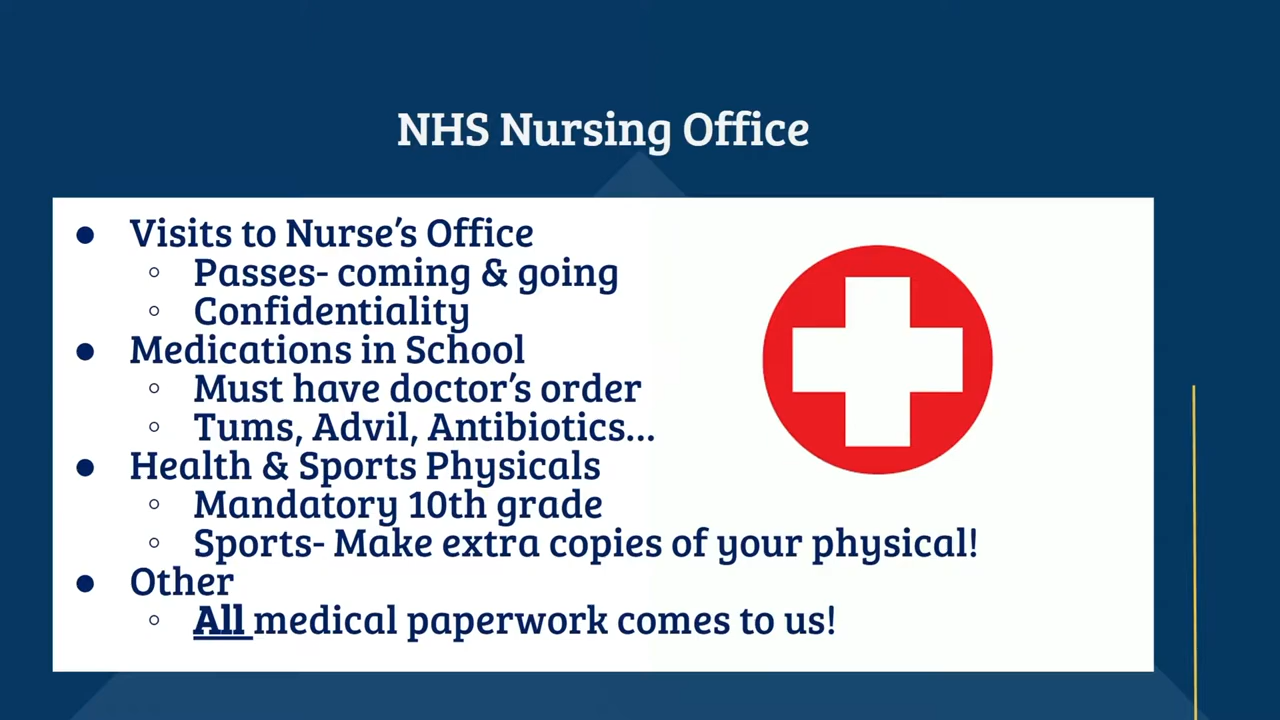 NHS Nursing Office
● Visits to Nurse’s Office
○ Passes- coming & going
○ Confidentiality
● Medications in School
○ Must have doctor’s order
○ Tums, Advil, Antibiotics...
● Health & Sports Physicals
○ Mandatory 10th grade
○ Sports- Make extra copies of your physical!
● Other
○ All medical paperwork comes to us!